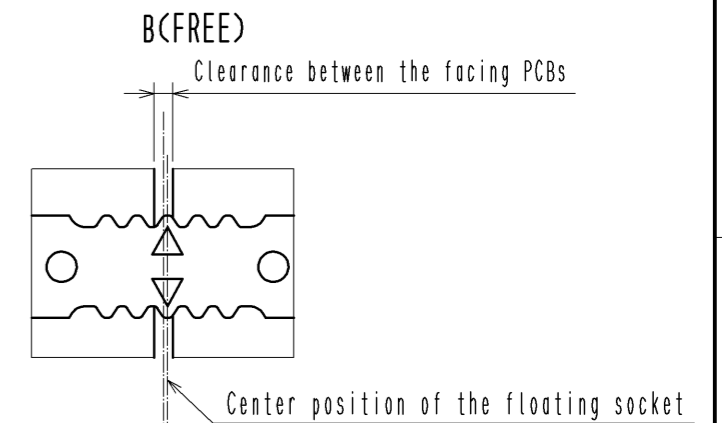 B(FREE)
Clearance between the facing PCBs
Center position of the floating socket